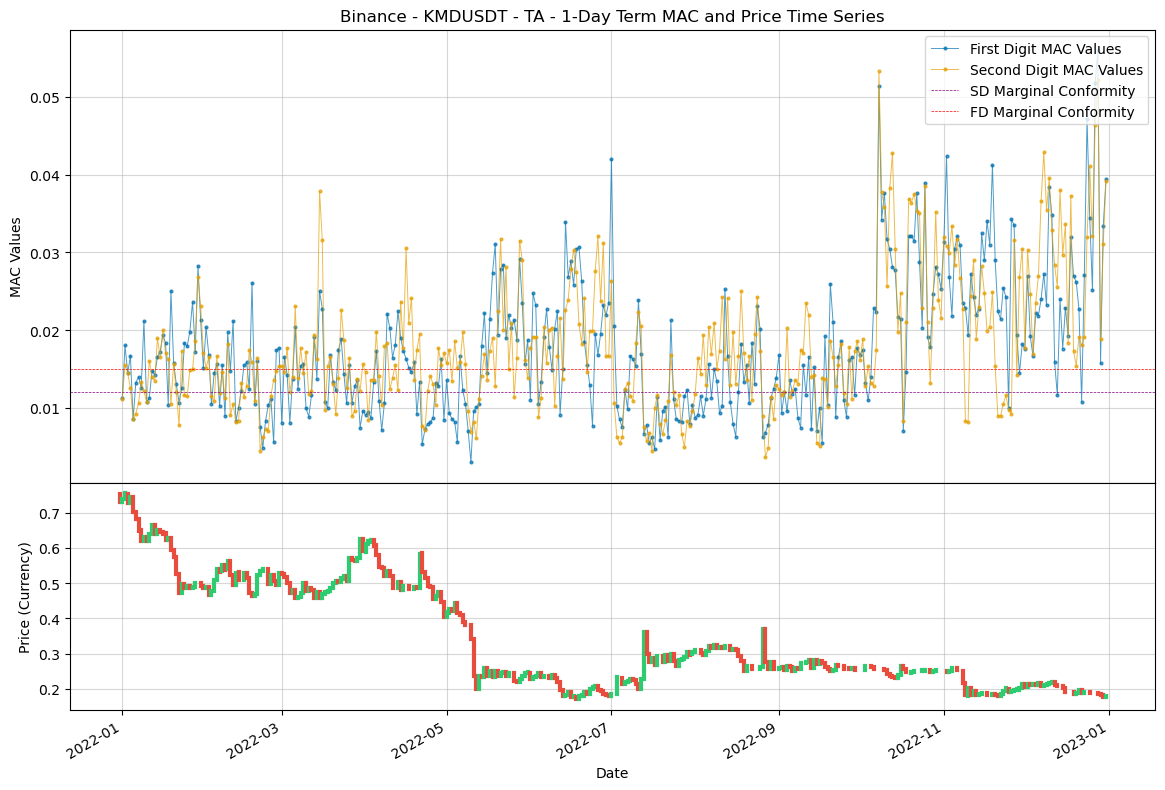 Binance - KMDUSDT - TA - 1-Day Term MAC and Price Time Series
First Digit MAC Values
Second Digit MAC Values
SD Marginal Conformity
FD Marginal Conformity
MAC Values
0.05
0.04
0.03
0.02
0.01
Price (Currency)
0.7
0.6
0.5
0.4
0.3
0.2
2022-01
2022-03
2022-05
2022-07
2022-09
2022-11
2023-01
Date